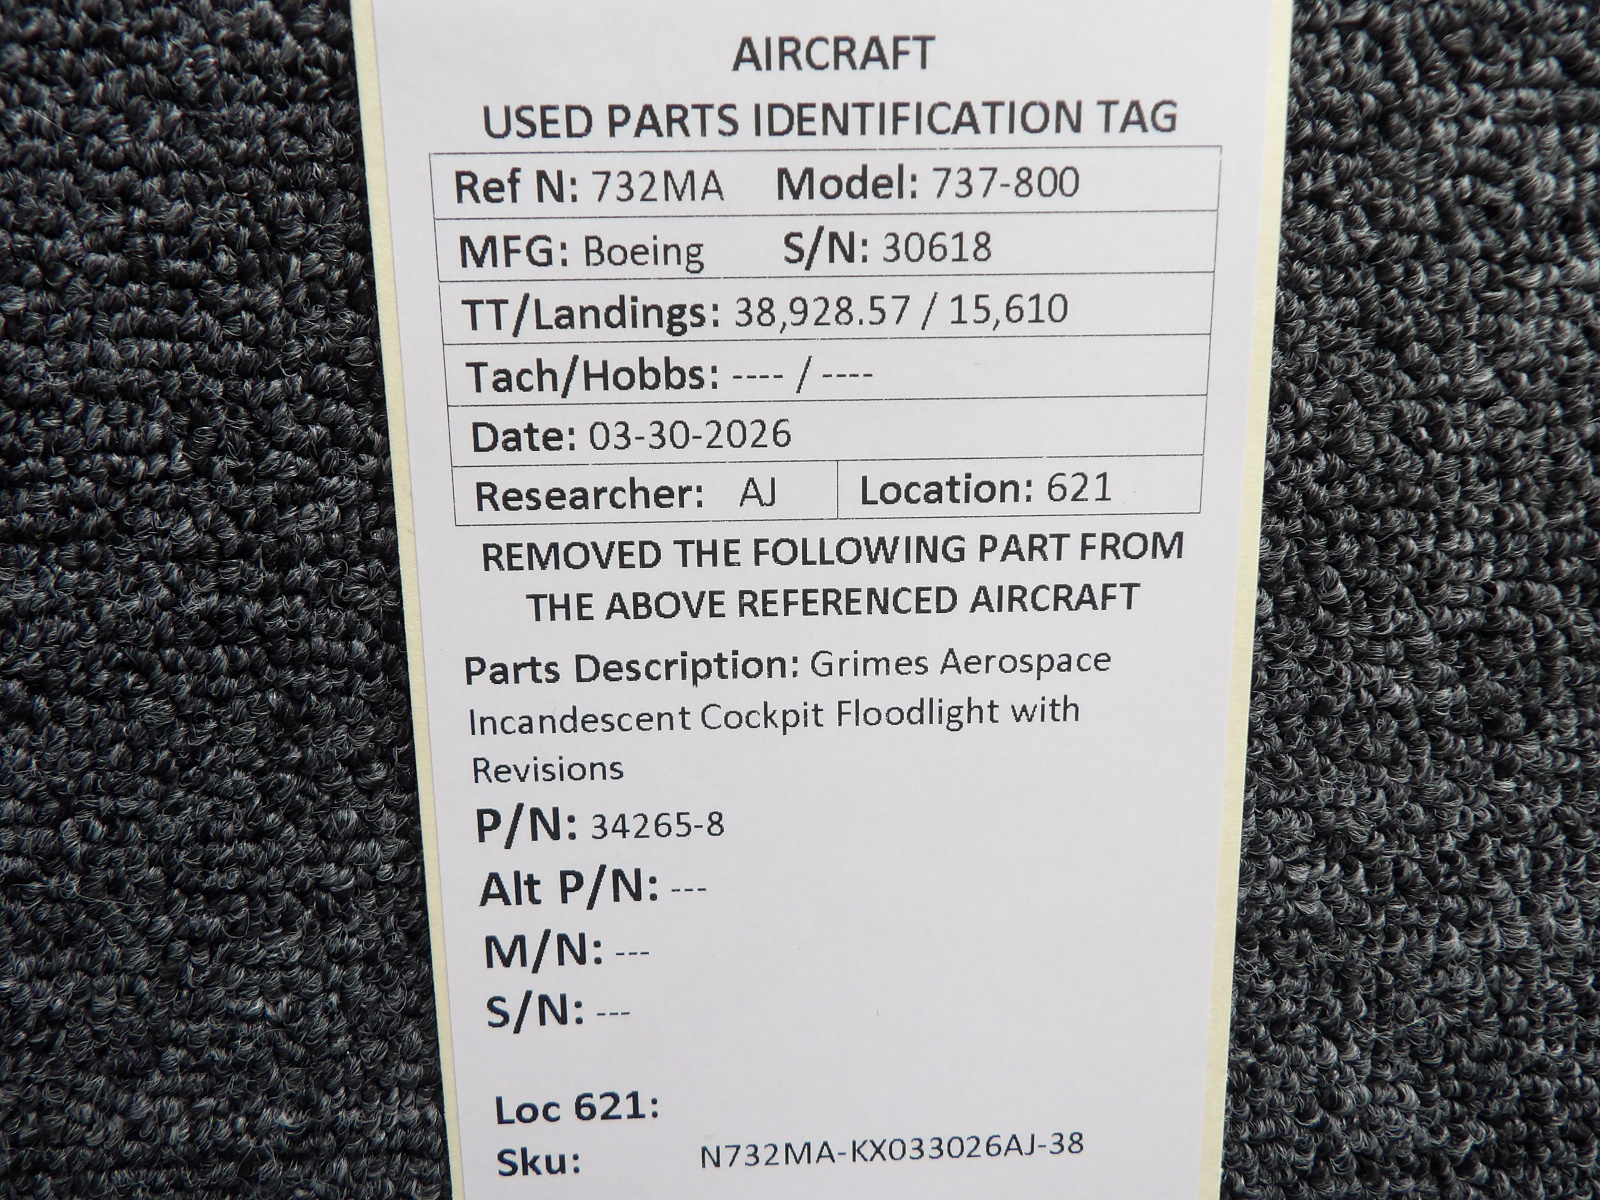 AIRCRAFT
USED PARTS IDENTIFICATION TAG
Ref N: 732MA Model: 737-800
MFG: Boeing S/N: 30618
TT/Landings: 38,928.57 / 15,610
Tach/Hobbs: ---- / ----
Date: 03-30-2026
Researcher: AJ Location: 621
REMOVED THE FOLLOWING PART FROM
THE ABOVE REFERENCED AIRCRAFT
Parts Description: Grimes Aerospace
Incandescent Cockpit Floodlight with
Revisions
P/N: 34265-8
Alt P/N: ---
M/N: ---
S/N: ---
Loc 621:
Sku: N732MA-KX033026AJ-38